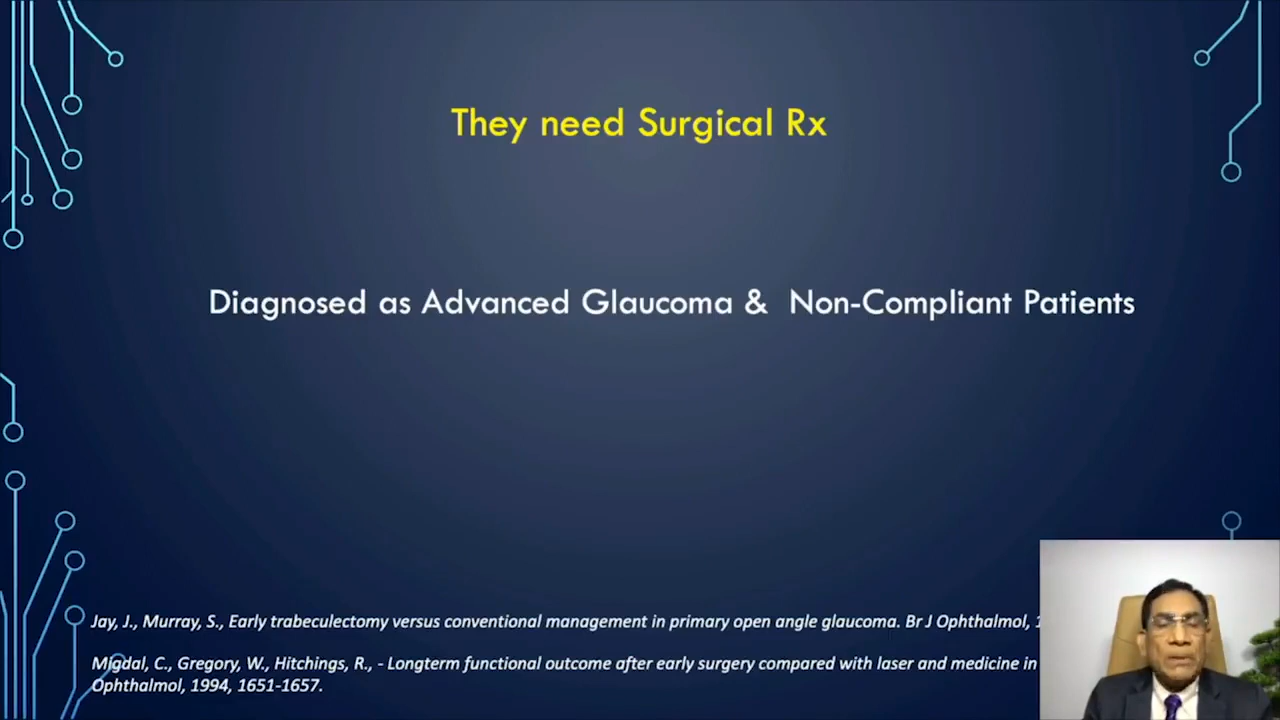 They need Surgical Rx
Diagnosed as Advanced Glaucoma & Non-Compliant Patients
Jay, J., Murray, S., Early trabeculectomy versus conventional management in primary open angle glaucoma. Br J Ophthalmol,
Migdal, C., Gregory, W., Hitchings, R., - Longterm functional outcome after early surgery compared with laser and medicine in
Ophthalmol, 1994, 1651-1657.